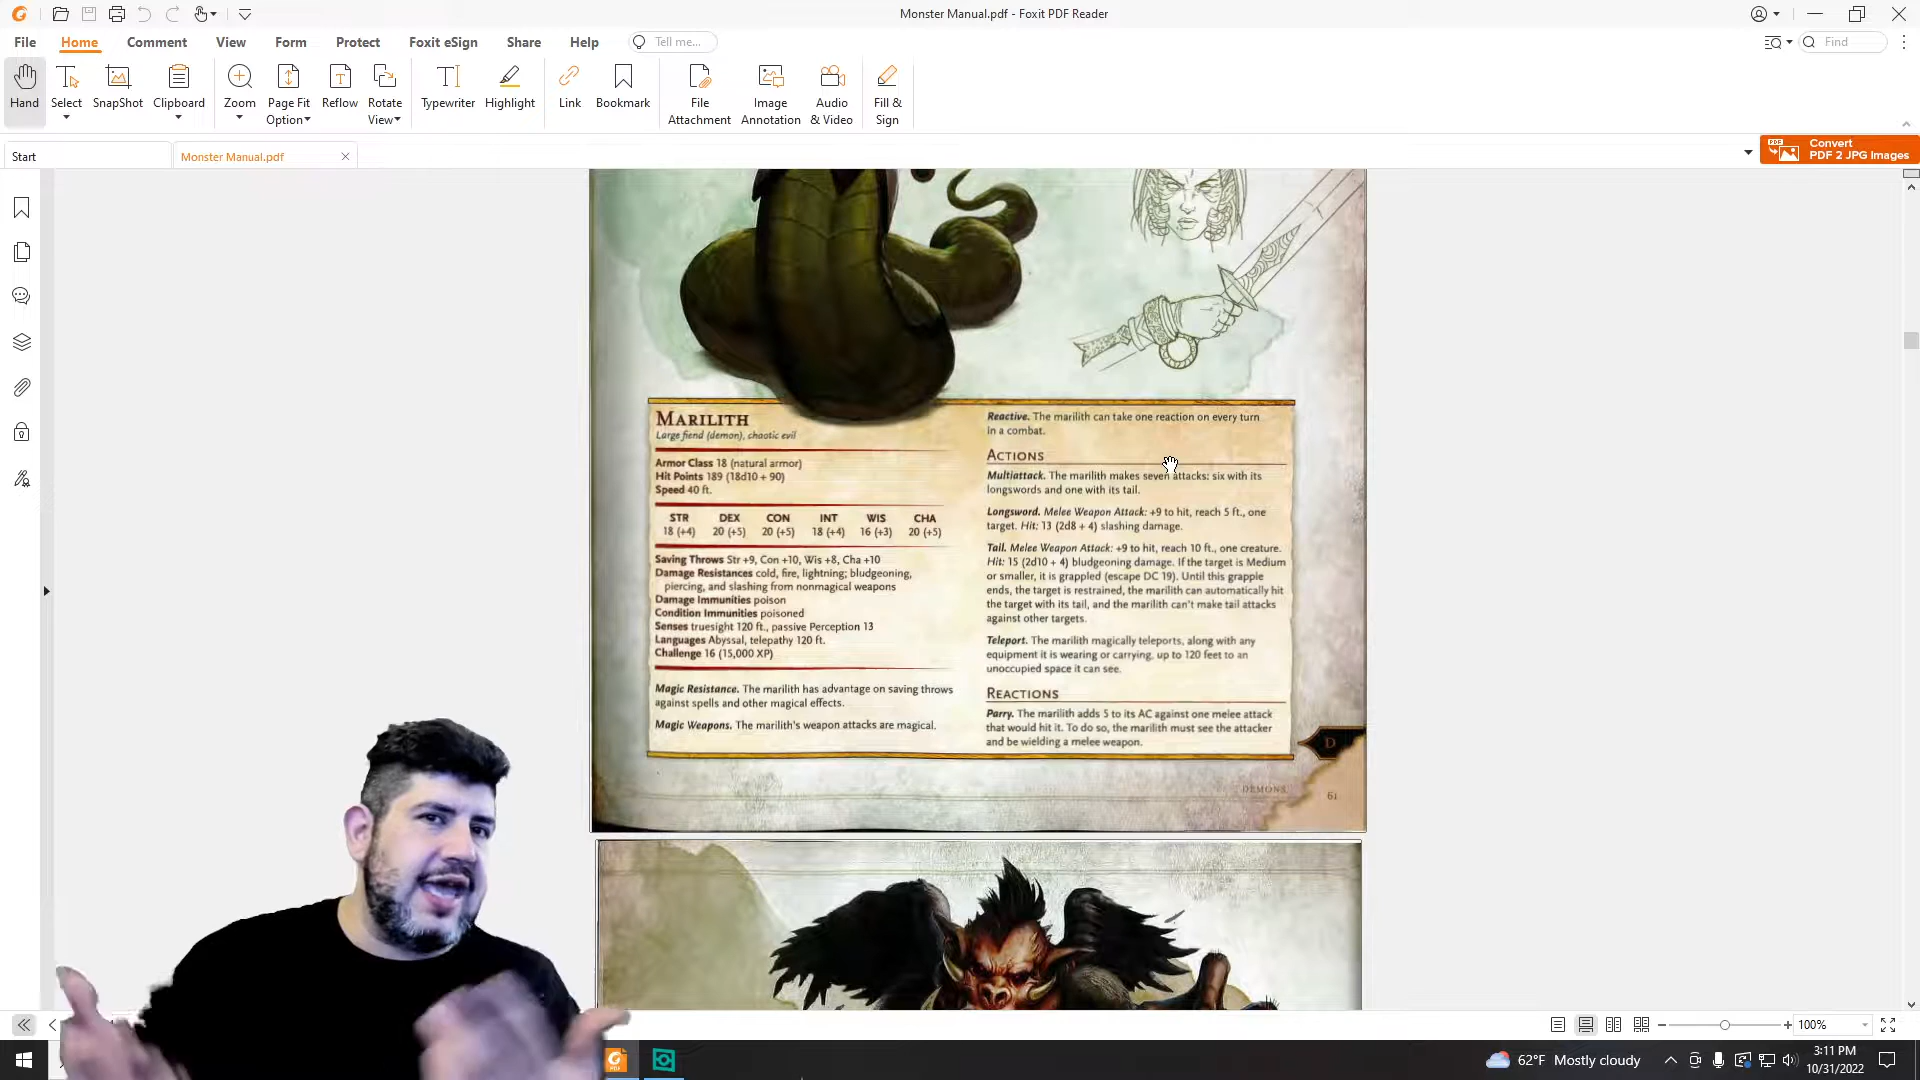 Monster Manual.pdf - Foxit PDF Reader
File Home Comment View Form Protect Foxit eSign Share Help Tell me... Find
Hand Select SnapShot Clipboard Zoom Page Fit Option Reflow Rotate View Typewriter Highlight Link Bookmark File Attachment Image Annotation Audio & Video Fill & Sign
Start Monster Manual.pdf
Convert
PDF 2 JPG Images
MARILITH
Large fiend (demon), chaotic evil
Armor Class 18 (natural armor)
Hit Points 189 (18d10 + 90)
Speed 40 ft.
STR DEX CON INT WIS CHA
18 (+4) 20 (+5) 20 (+5) 18 (+4) 16 (+3) 20 (+5)
Saving Throws Str +9, Con +10, Wis +8, Cha +10
Damage Resistances cold, fire, lightning; bludgeoning,
piercing, and slashing from nonmagical weapons
Damage Immunities poison
Condition Immunities poisoned
Senses truesight 120 ft., passive Perception 13
Languages Abyssal, telepathy 120 ft.
Challenge 16 (15,000 XP)
Magic Resistance. The marilith has advantage on saving throws
against spells and other magical effects.
Magic Weapons. The marilith's weapon attacks are magical.
Reactive. The marilith can take one reaction on every turn
in a combat.
ACTIONS
Multiattack. The marilith makes seven attacks: six with its
longswords and one with its tail.
Longsword. Melee Weapon Attack: +9 to hit, reach 5 ft., one
target. Hit: 13 (2d8 + 4) slashing damage.
Tail. Melee Weapon Attack: +9 to hit, reach 10 ft., one creature.
Hit: 15 (2d10 + 4) bludgeoning damage. If the target is Medium
or smaller, it is grappled (escape DC 19). Until this grapple
ends, the target is restrained, the marilith can automatically hit
the target with its tail, and the marilith can't make tail attacks
against other targets.
Teleport. The marilith magically teleports, along with any
equipment it is wearing or carrying, up to 120 feet to an
unoccupied space it can see.
REACTIONS
Parry. The marilith adds 5 to its AC against one melee attack
that would hit it. To do so, the marilith must see the attacker
and be wielding a melee weapon.
D
DEMONS 61
100%
62°F Mostly cloudy
3:11 PM
10/31/2022